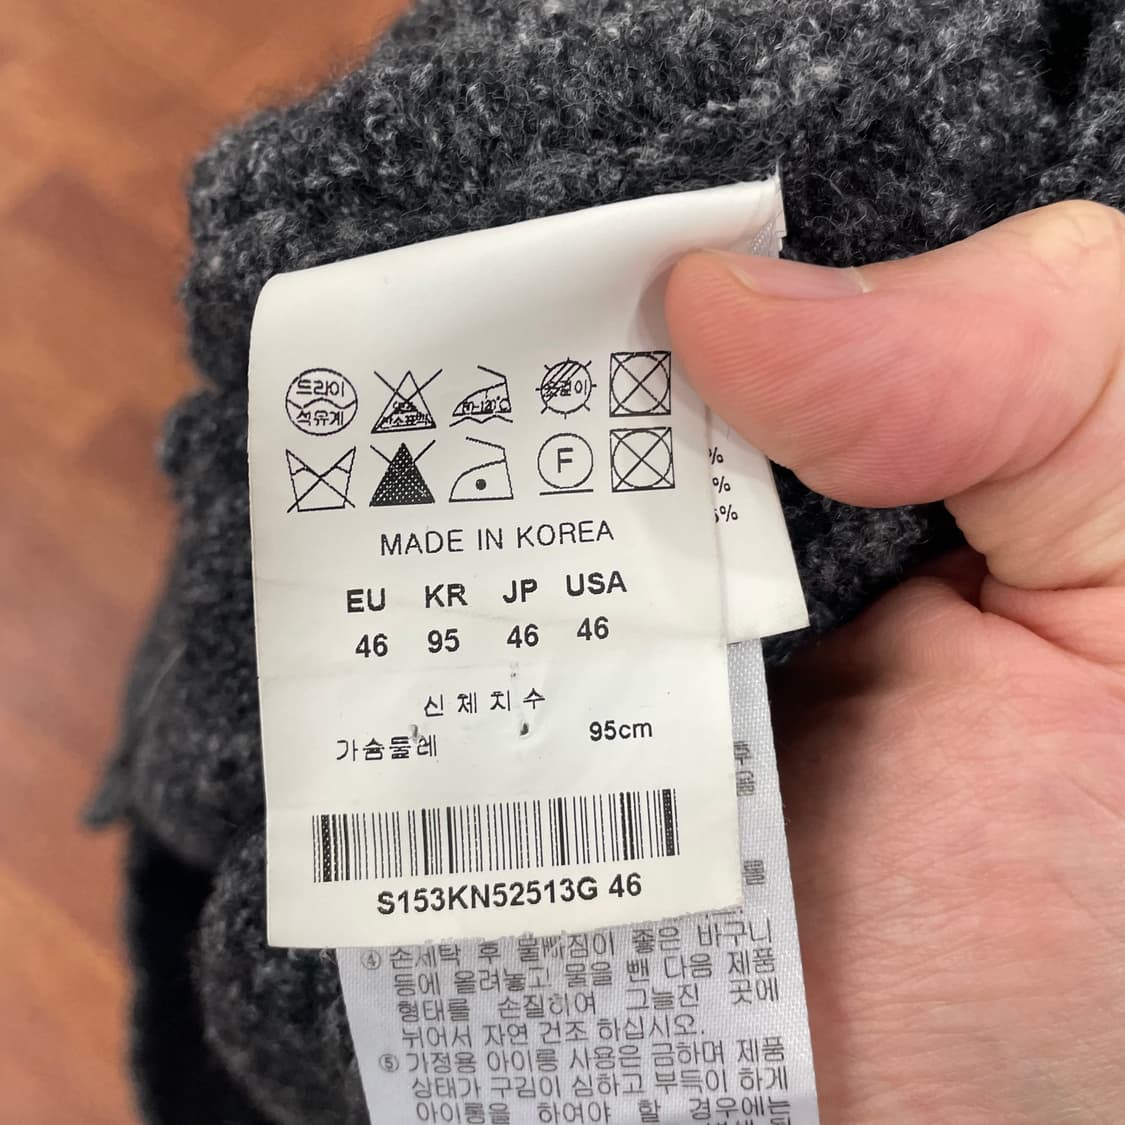 드라이
석유계
80~120℃
옷걸이
F
MADE IN KOREA
EU KR JP USA
46 95 46 46
신체치수
가슴둘레 95cm
S153KN52513G 46
%
%
%
④ 손세탁 후 물빠짐이 좋은 바구니
등에 올려놓고 물을 뺀 다음 제품
형태를 손질하여 그늘진 곳에
뉘어서 자연 건조 하십시오.
⑤ 가정용 아이롱 사용은 금하며 제품
상태가 구김이 심하고 부득이 하게
아이롱을 하여야 할 경우에는